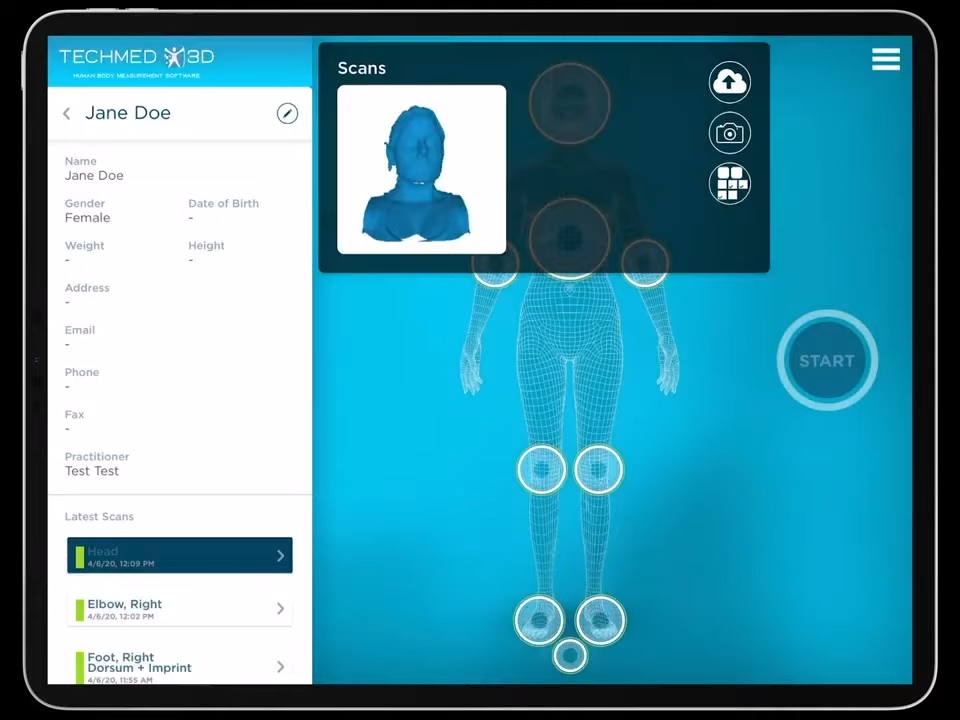 TECHMED 3D
HUMAN BODY MEASUREMENT SOFTWARE
Jane Doe
Name
Jane Doe
Gender
Female
Date of Birth
-
Weight
-
Height
-
Address
-
Email
-
Phone
-
Fax
-
Practitioner
Test Test
Latest Scans
Head
4/6/20, 12:09 PM
Elbow, Right
4/6/20, 12:02 PM
Foot, Right
Dorsum + Imprint
4/6/20, 11:55 AM
Scans
START